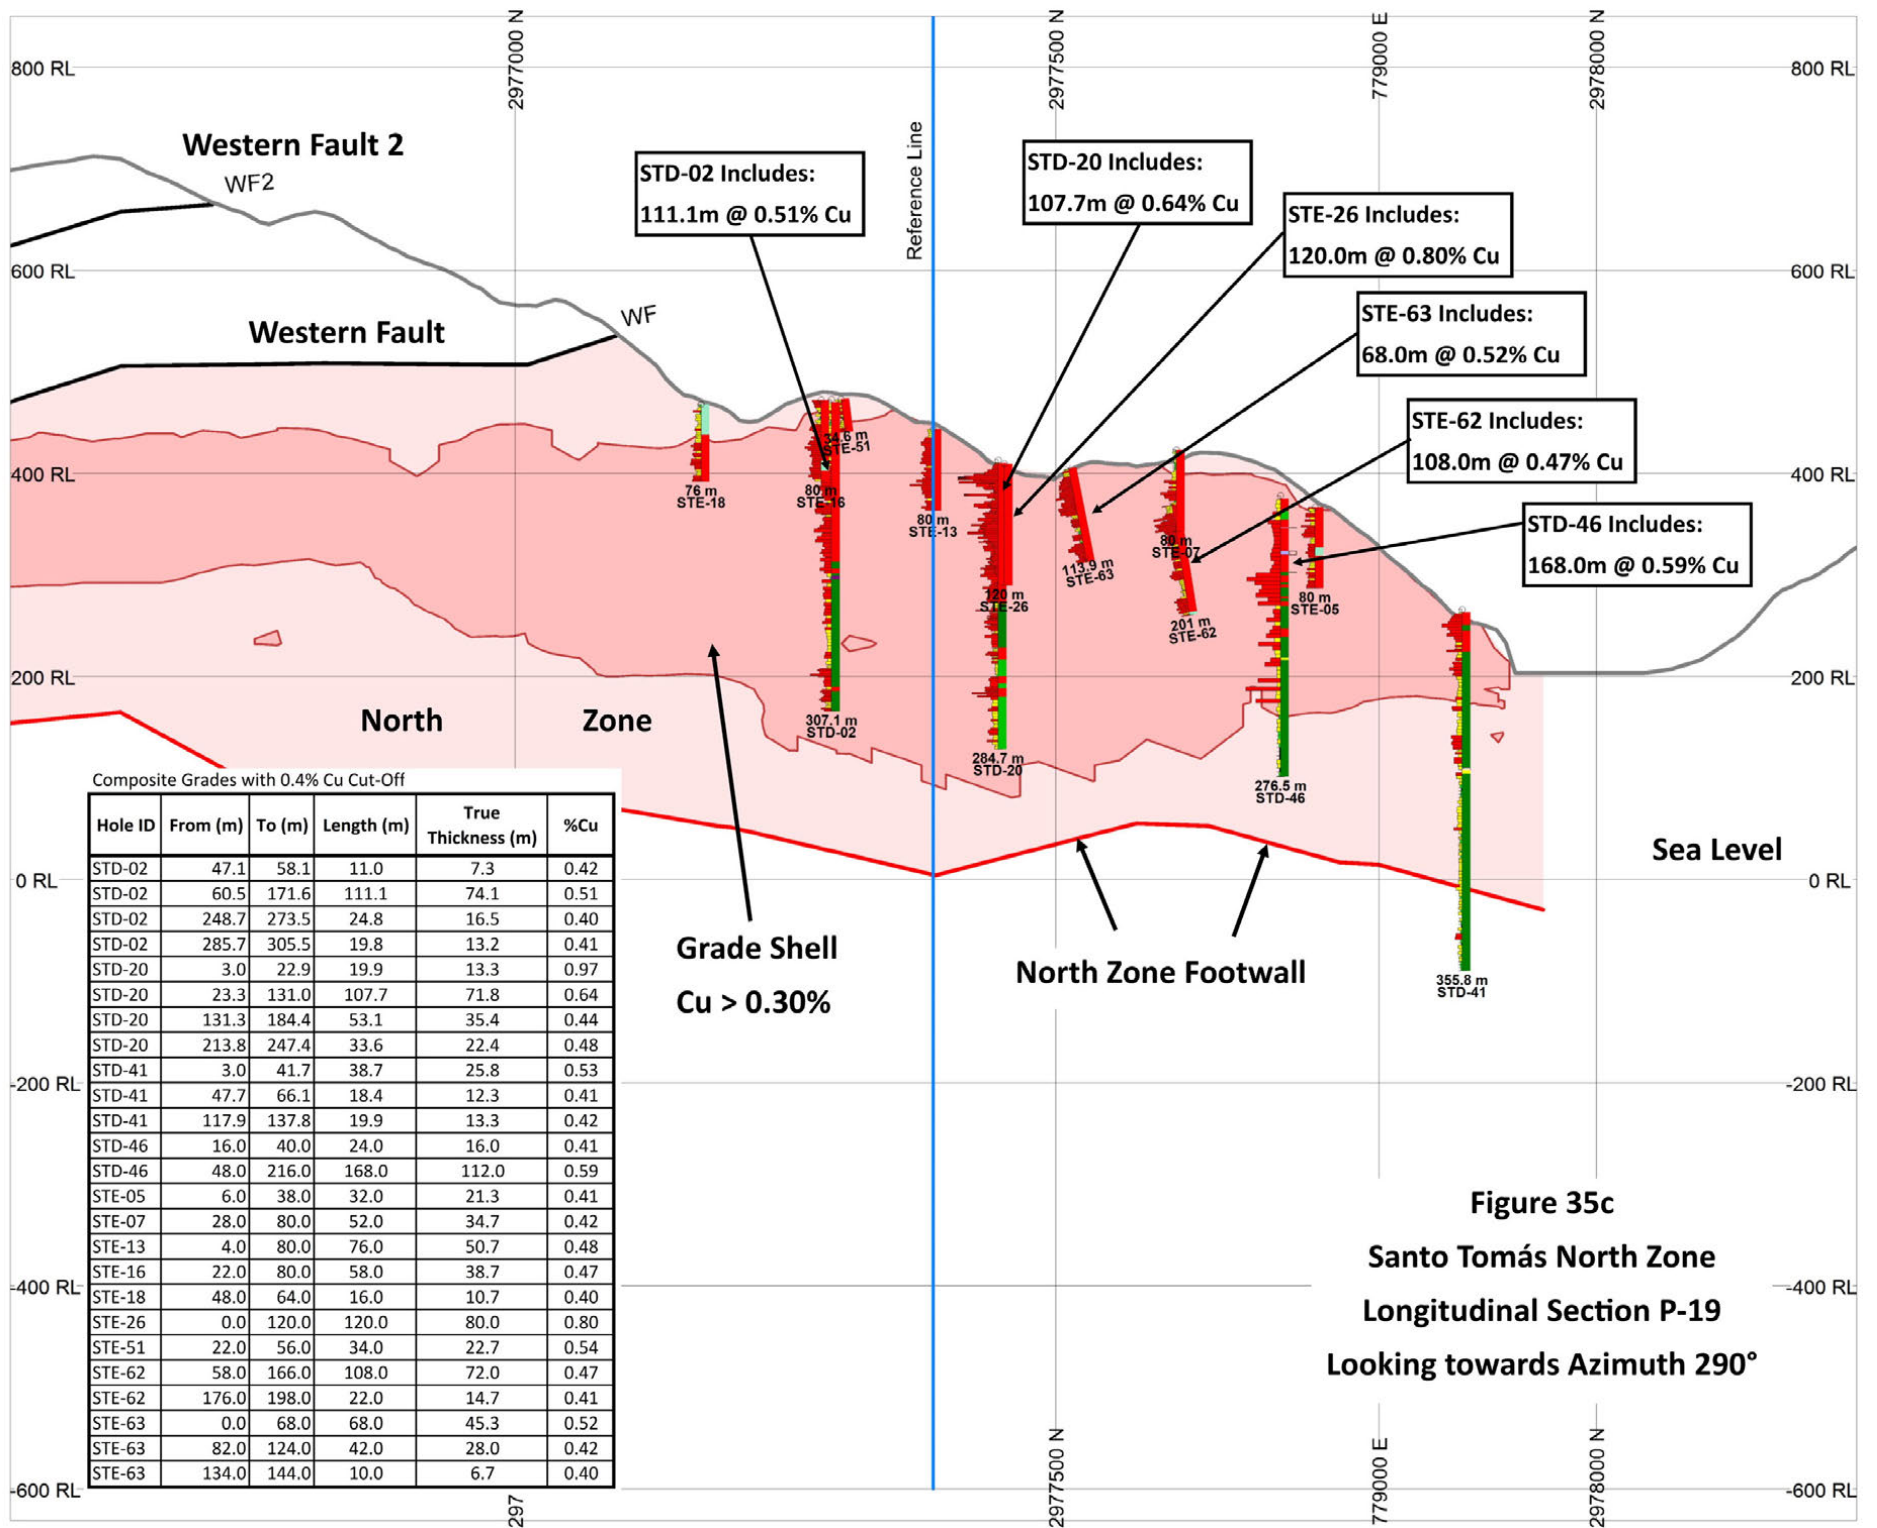 2977000 N
2977500 N
779000 E
2978000 N
800 RL
800 RL
Western Fault 2
WF2
Reference Line
STD-02 Includes:
111.1m @ 0.51% Cu
STD-20 Includes:
107.7m @ 0.64% Cu
STE-26 Includes:
120.0m @ 0.80% Cu
600 RL
600 RL
STE-63 Includes:
68.0m @ 0.52% Cu
Western Fault
WF
STE-62 Includes:
108.0m @ 0.47% Cu
400 RL
400 RL
STD-46 Includes:
168.0m @ 0.59% Cu
34.6 m
STE-51
76 m
STE-18
80 m
STE-16
80 m
STE-13
120 m
STE-26
113.9 m
STE-63
80 m
STE-07
201 m
STE-62
80 m
STE-05
200 RL
200 RL
North Zone
307.1 m
STD-02
284.7 m
STD-20
276.5 m
STD-46
355.8 m
STD-41
Sea Level
0 RL
0 RL
Grade Shell
Cu > 0.30%
North Zone Footwall
-200 RL
-200 RL
-400 RL
-400 RL
-600 RL
-600 RL
Composite Grades with 0.4% Cu Cut-Off
Hole ID From (m) To (m) Length (m) True Thickness (m) %Cu
STD-02 47.1 58.1 11.0 7.3 0.42
STD-02 60.5 171.6 111.1 74.1 0.51
STD-02 248.7 273.5 24.8 16.5 0.40
STD-02 285.7 305.5 19.8 13.2 0.41
STD-20 3.0 22.9 19.9 13.3 0.97
STD-20 23.3 131.0 107.7 71.8 0.64
STD-20 131.3 184.4 53.1 35.4 0.44
STD-20 213.8 247.4 33.6 22.4 0.48
STD-41 3.0 41.7 38.7 25.8 0.53
STD-41 47.7 66.1 18.4 12.3 0.41
STD-41 117.9 137.8 19.9 13.3 0.42
STD-46 16.0 40.0 24.0 16.0 0.41
STD-46 48.0 216.0 168.0 112.0 0.59
STE-05 6.0 38.0 32.0 21.3 0.41
STE-07 28.0 80.0 52.0 34.7 0.42
STE-13 4.0 80.0 76.0 50.7 0.48
STE-16 22.0 80.0 58.0 38.7 0.47
STE-18 48.0 64.0 16.0 10.7 0.40
STE-26 0.0 120.0 120.0 80.0 0.80
STE-51 22.0 56.0 34.0 22.7 0.54
STE-62 58.0 166.0 108.0 72.0 0.47
STE-62 176.0 198.0 22.0 14.7 0.41
STE-63 0.0 68.0 68.0 45.3 0.52
STE-63 82.0 124.0 42.0 28.0 0.42
STE-63 134.0 144.0 10.0 6.7 0.40
Figure 35c
Santo Tomás North Zone
Longitudinal Section P-19
Looking towards Azimuth 290°
297
2977500 N
779000 E
2978000 N